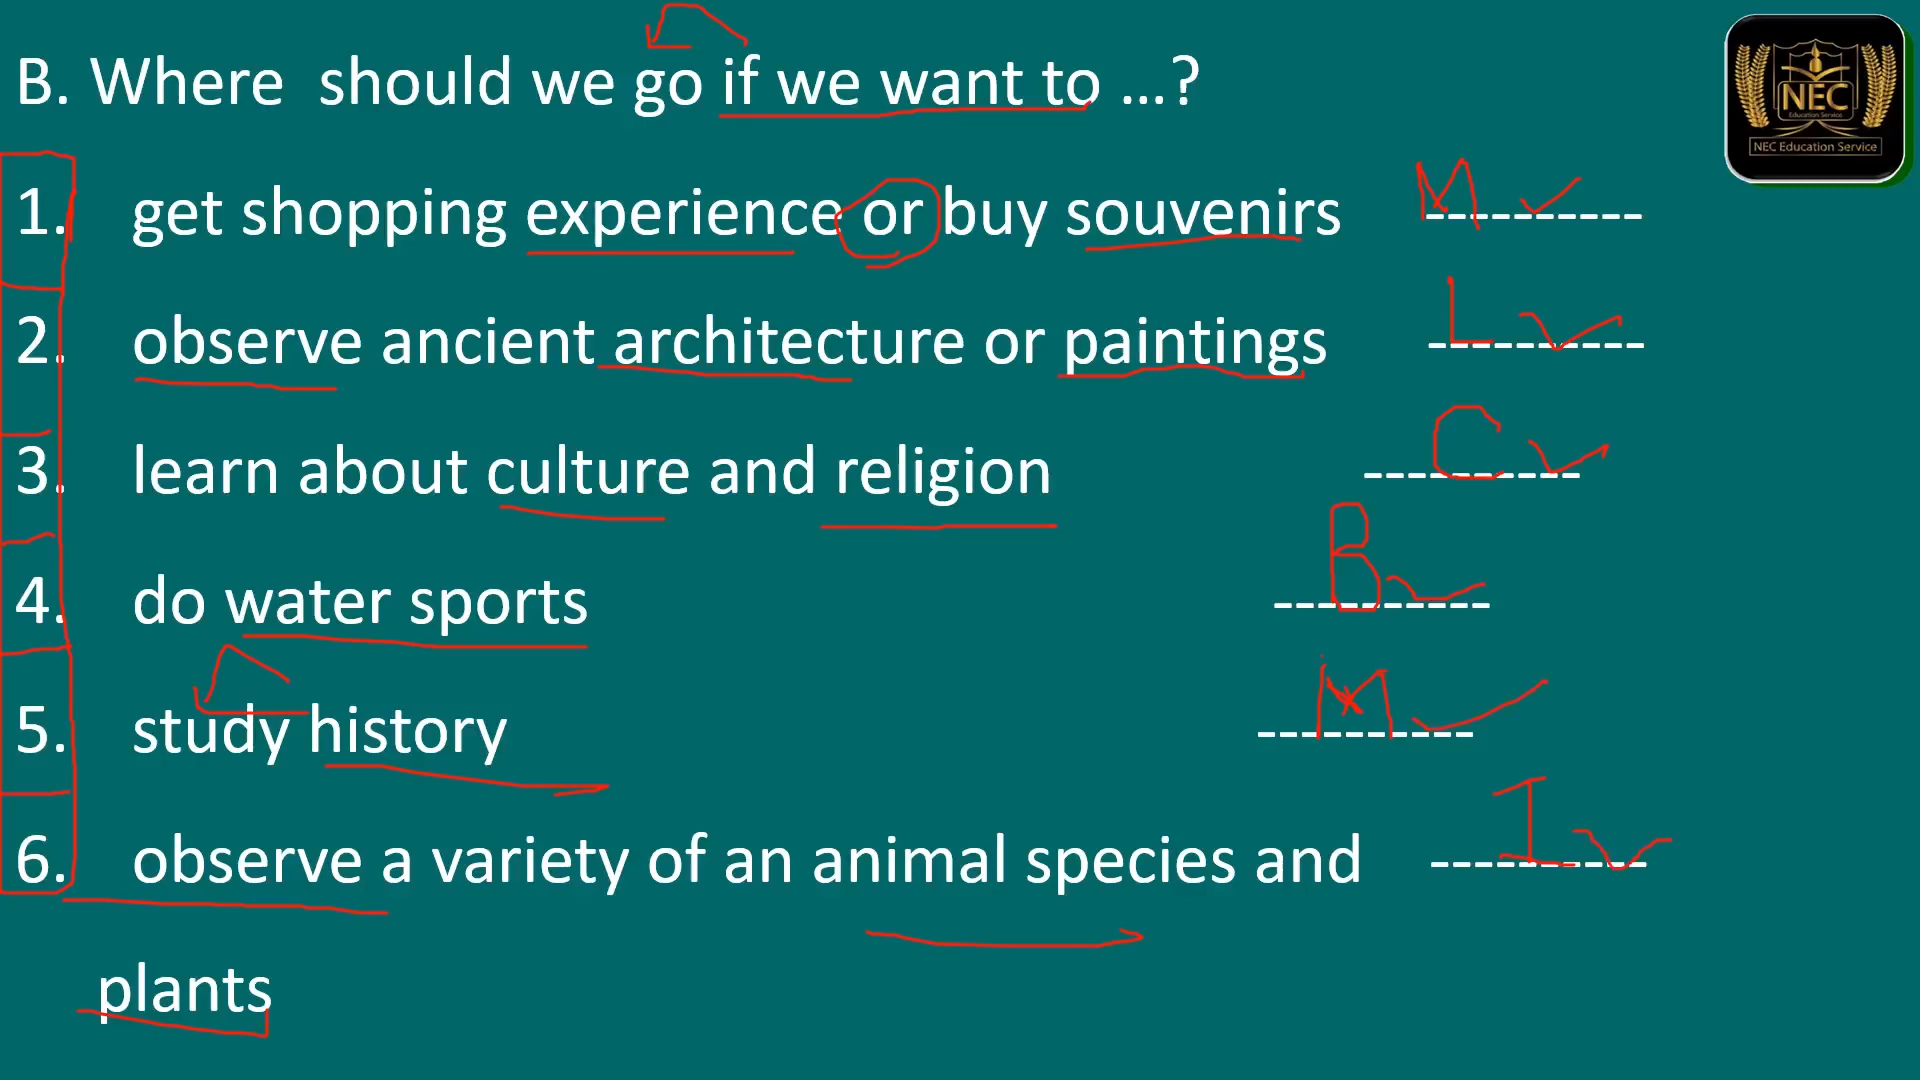 B. Where should we go if we want to ...?
1. get shopping experience or buy souvenirs ---------- M
2. observe ancient architecture or paintings ---------- L
3. learn about culture and religion ---------- C
4. do water sports ---------- B
5. study history ---------- M
6. observe a variety of an animal species and ---------- I
plants
NEC
Education Service
NEC Education Service